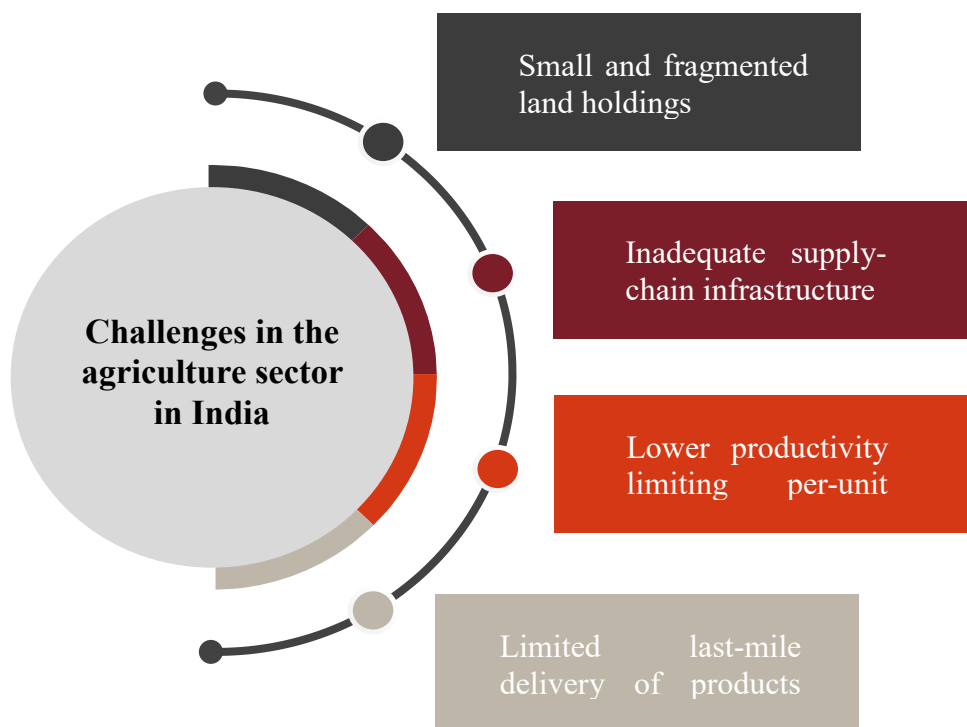 Small and fragmented
land holdings
Inadequate supply-
chain infrastructure
Challenges in the
agriculture sector
in India
Lower productivity
limiting per-unit
Limited last-mile
delivery of products